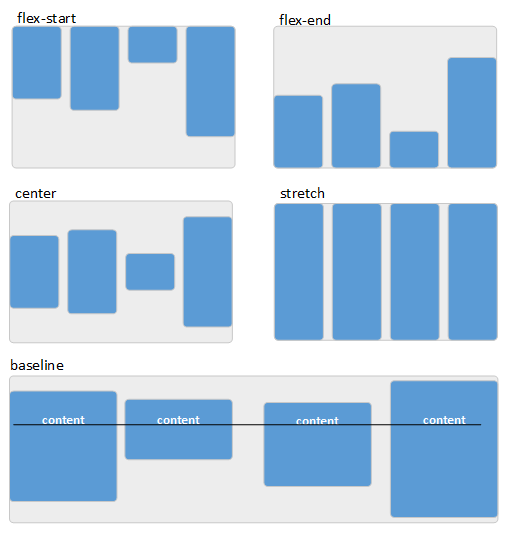 flex-start
flex-end
center
stretch
baseline
content content content content